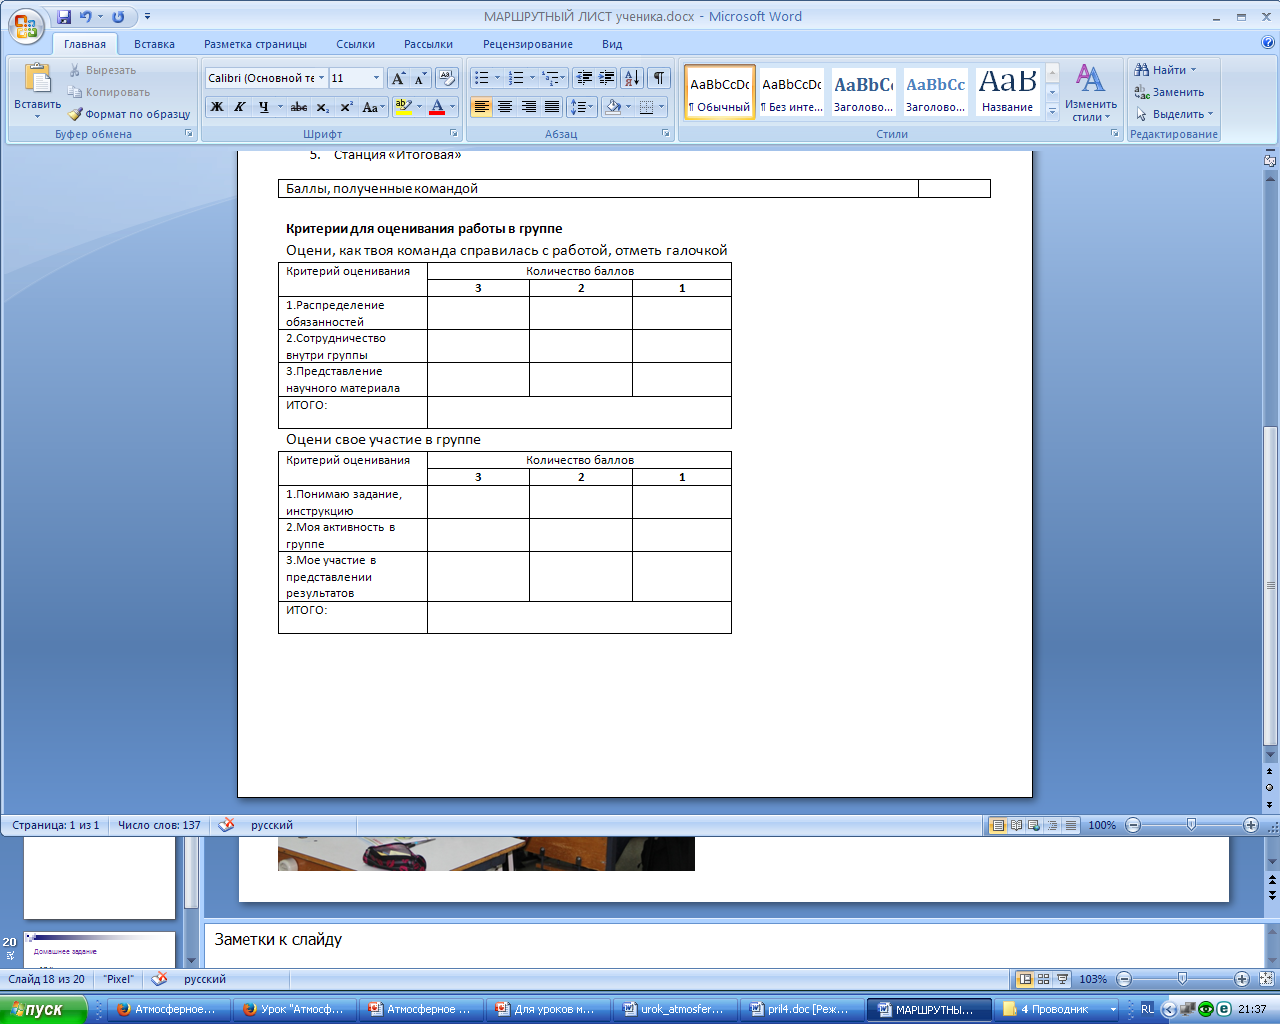 МАРШРУТНЫЙ ЛИСТ ученика.docx - Microsoft Word
Главная Вставка Разметка страницы Ссылки Рассылки Рецензирование Вид
Вставить
Вырезать
Копировать
Формат по образцу
Буфер обмена
Calibri (Основной те 11
Ж К Ч abc x₂ x² Aa
Шрифт
Абзац
AaBbCcDc AaBbCcDc AaBbC AaBbCc AaB
¶ Обычный ¶ Без инте... Заголово... Заголово... Название
Изменить стили
Стили
Найти
Заменить
Выделить
Редактирование
5. Станция «Итоговая»
Баллы, полученные командой
Критерии для оценивания работы в группе
Оцени, как твоя команда справилась с работой, отметь галочкой
Критерий оценивания Количество баллов
3 2 1
1.Распределение
обязанностей
2.Сотрудничество
внутри группы
3.Представление
научного материала
ИТОГО:
Оцени свое участие в группе
Критерий оценивания Количество баллов
3 2 1
1.Понимаю задание,
инструкцию
2.Моя активность в
группе
3.Мое участие в
представлении
результатов
ИТОГО:
Страница: 1 из 1 Число слов: 137 русский 100%
20
Домашнее задание
Заметки к слайду
Слайд 18 из 20 "Pixel" русский 103%
пуск Атмосферное... Урок "Атмосф... Атмосферное ... Для уроков м... urok_atmosfer... pril4.doc [Реж... МАРШРУТНЫ... 4 Проводник RL 21:37